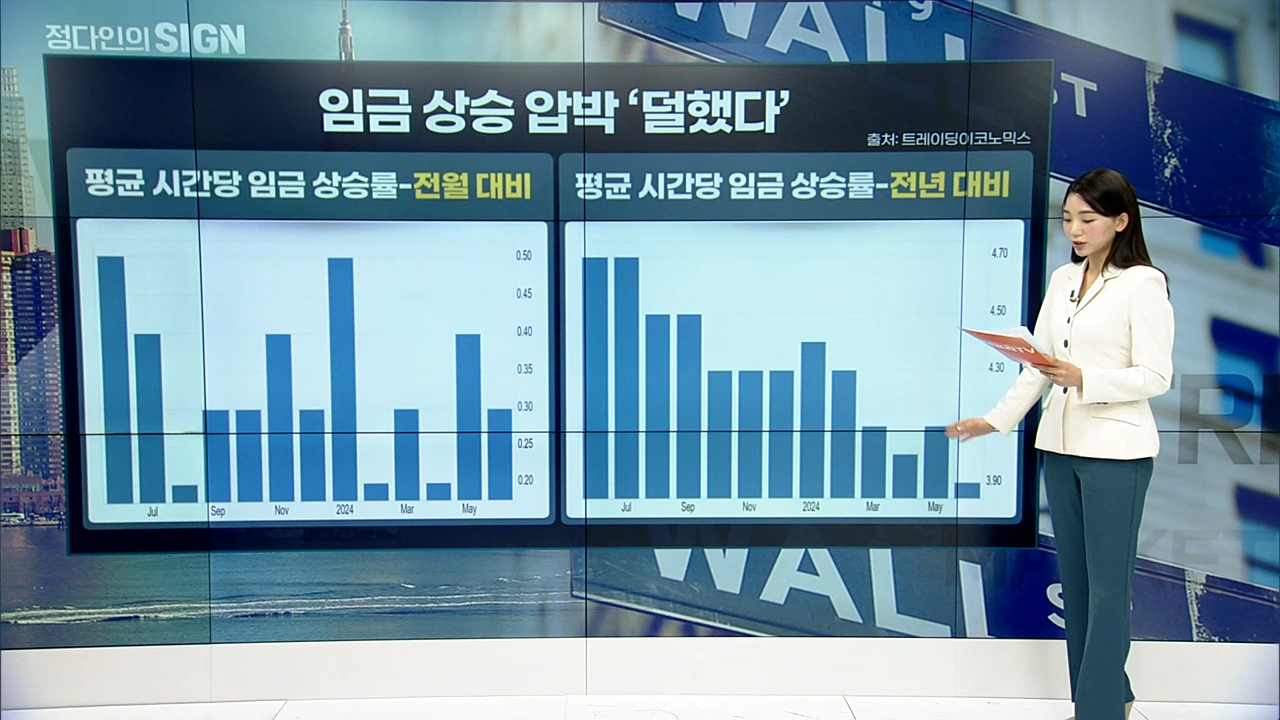 정다인의 SIGN
임금 상승 압박 ‘덜했다’
출처: 트레이딩이코노믹스
평균 시간당 임금 상승률-전월 대비
0.50
0.45
0.40
0.35
0.30
0.25
0.20
Jul Sep Nov 2024 Mar May
평균 시간당 임금 상승률-전년 대비
4.70
4.50
4.30
3.90
Jul Sep Nov 2024 Mar May
WALL
ST
WALL